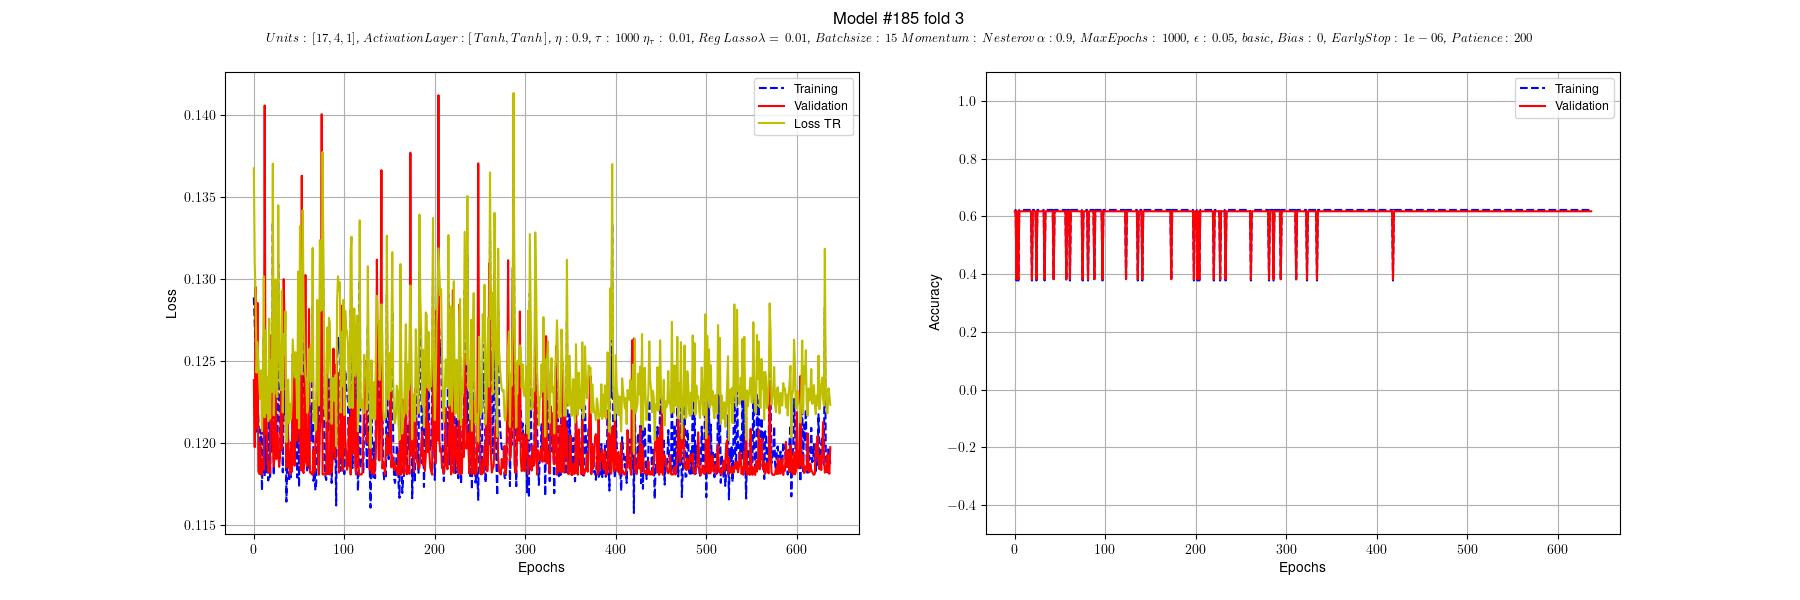 Model #185 fold 3
Units : [17, 4, 1], ActivationLayer : [Tanh, Tanh], η : 0.9, τ : 1000 η_τ : 0.01, Reg Lasso λ = 0.01, Batchsize : 15 Momentum : Nesterov α : 0.9, MaxEpochs : 1000, ϵ : 0.05, basic, Bias : 0, EarlyStop : 1e − 06, Patience : 200
Loss
0.140
0.135
0.130
0.125
0.120
0.115
0 100 200 300 400 500 600
Epochs
Training
Validation
Loss TR
Accuracy
1.0
0.8
0.6
0.4
0.2
0.0
−0.2
−0.4
0 100 200 300 400 500 600
Epochs
Training
Validation